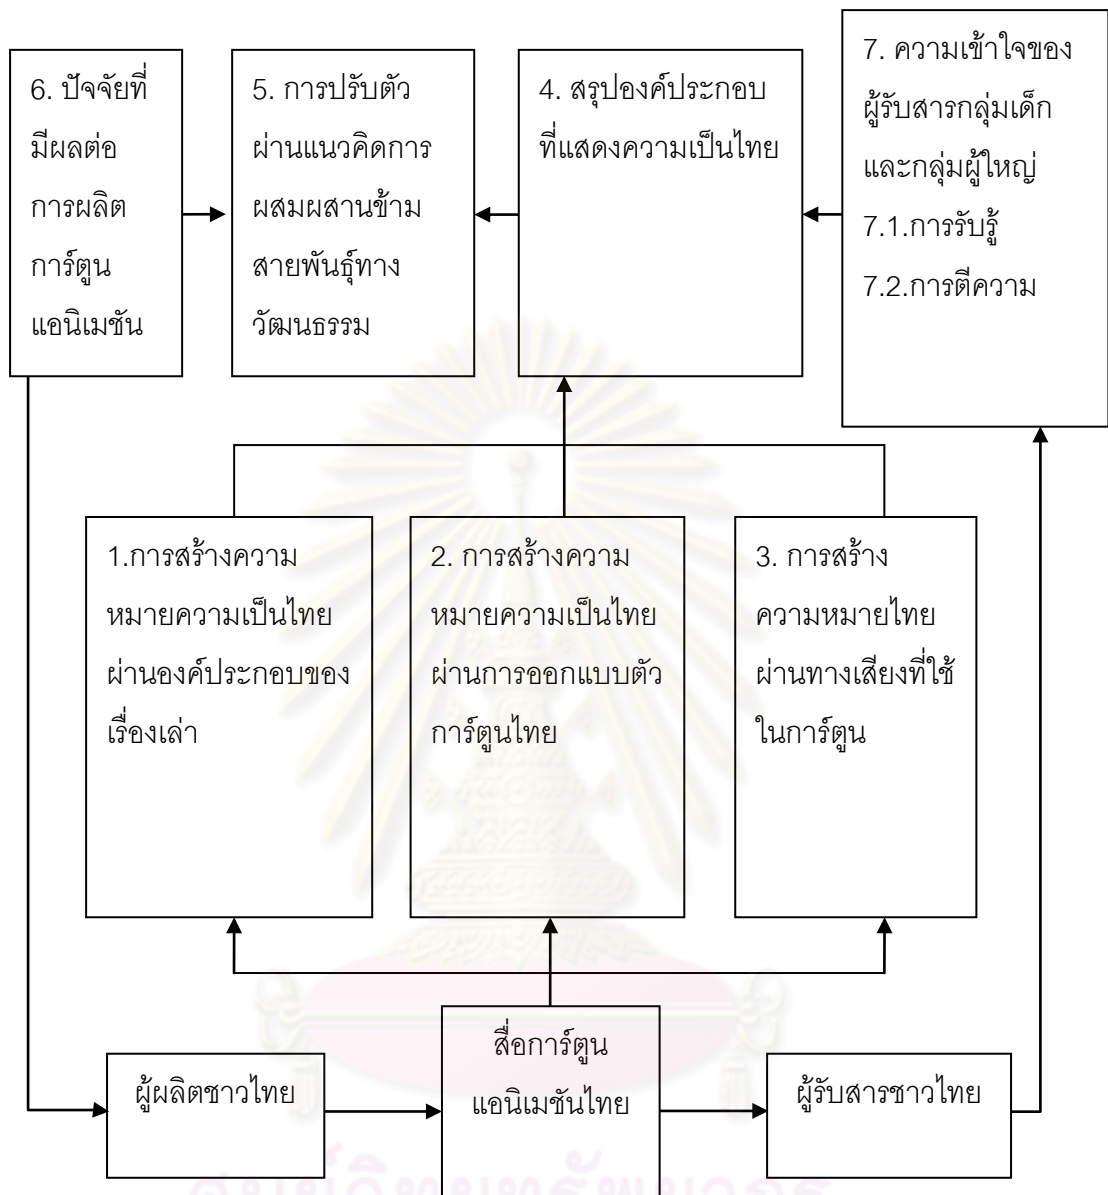 6. ปัจจัยที่
มีผลต่อ
การผลิต
การ์ตูน
แอนิเมชัน
5. การปรับตัว
ผ่านแนวคิดการ
ผสมผสานข้าม
สายพันธุ์ทาง
วัฒนธรรม
4. สรุปองค์ประกอบ
ที่แสดงความเป็นไทย
7. ความเข้าใจของ
ผู้รับสารกลุ่มเด็ก
และกลุ่มผู้ใหญ่
7.1.การรับรู้
7.2.การตีความ
1.การสร้างความ
หมายความเป็นไทย
ผ่านองค์ประกอบของ
เรื่องเล่า
2. การสร้างความ
หมายความเป็นไทย
ผ่านการออกแบบตัว
การ์ตูนไทย
3. การสร้าง
ความหมายไทย
ผ่านทางเสียงที่ใช้
ในการ์ตูน
ผู้ผลิตชาวไทย
สื่อการ์ตูน
แอนิเมชันไทย
ผู้รับสารชาวไทย
ศูนย์วิทยทรัพยากร